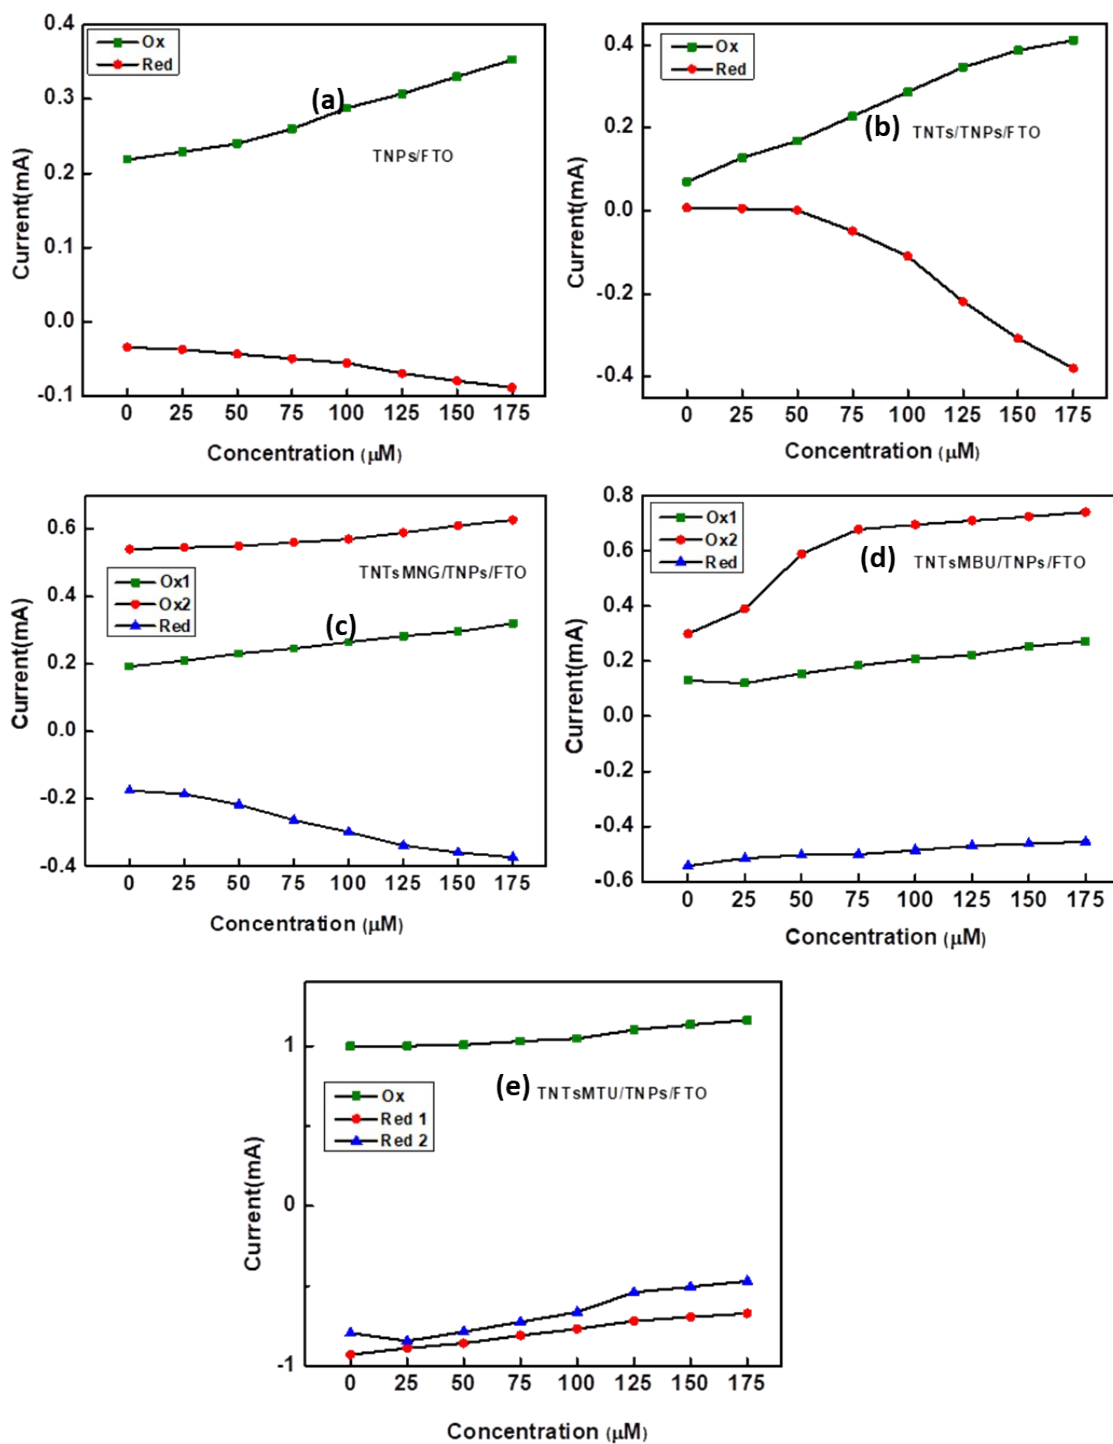 0.4
0.3
0.2
0.1
0.0
-0.1
Current(mA)
Ox
Red
(a)
TNPs/FTO
0 25 50 75 100 125 150 175
Concentration (μM)
0.4
0.2
0.0
-0.2
-0.4
Current(mA)
Ox
Red
(b) TNTs/TNPs/FTO
0 25 50 75 100 125 150 175
Concentration (μM)
0.6
0.4
0.2
0.0
-0.2
-0.4
Current(mA)
TNTsMNG/TNPs/FTO
Ox1
Ox2
Red
(c)
0 25 50 75 100 125 150 175
Concentration (μM)
0.8
0.6
0.4
0.2
0.0
-0.2
-0.4
-0.6
Current(mA)
Ox1
Ox2
Red
(d)
TNTsMBU/TNPs/FTO
0 25 50 75 100 125 150 175
Concentration (μM)
1
0
-1
Current(mA)
(e) TNTsMTU/TNPs/FTO
Ox
Red 1
Red 2
0 25 50 75 100 125 150 175
Concentration (μM)